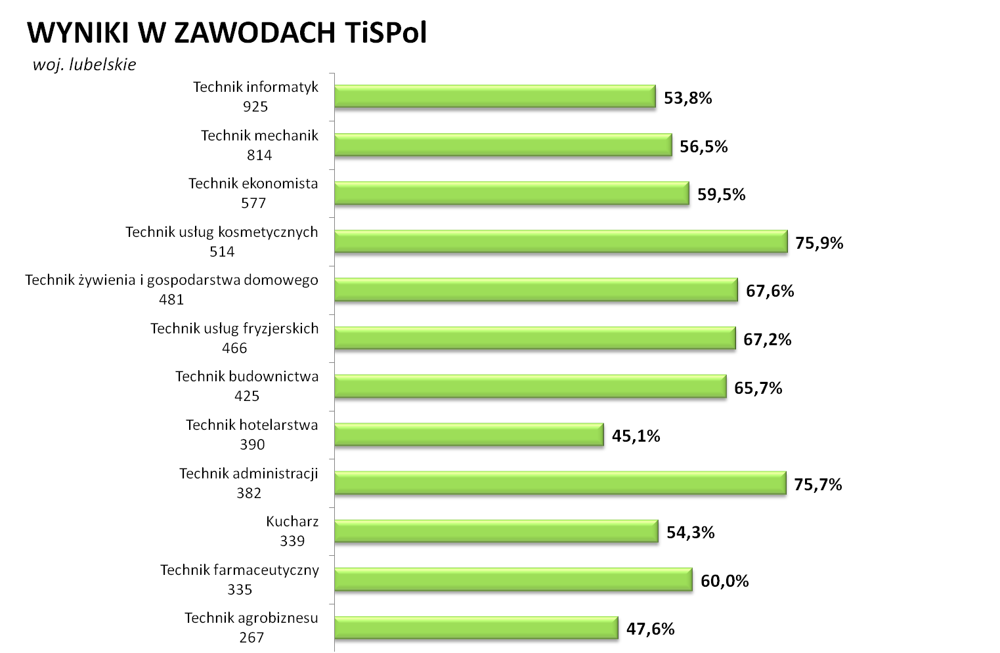 WYNIKI W ZAWODACH TiSPol
woj. lubelskie
Technik informatyk
925
53,8%
Technik mechanik
814
56,5%
Technik ekonomista
577
59,5%
Technik usług kosmetycznych
514
75,9%
Technik żywienia i gospodarstwa domowego
481
67,6%
Technik usług fryzjerskich
466
67,2%
Technik budownictwa
425
65,7%
Technik hotelarstwa
390
45,1%
Technik administracji
382
75,7%
Kucharz
339
54,3%
Technik farmaceutyczny
335
60,0%
Technik agrobiznesu
267
47,6%